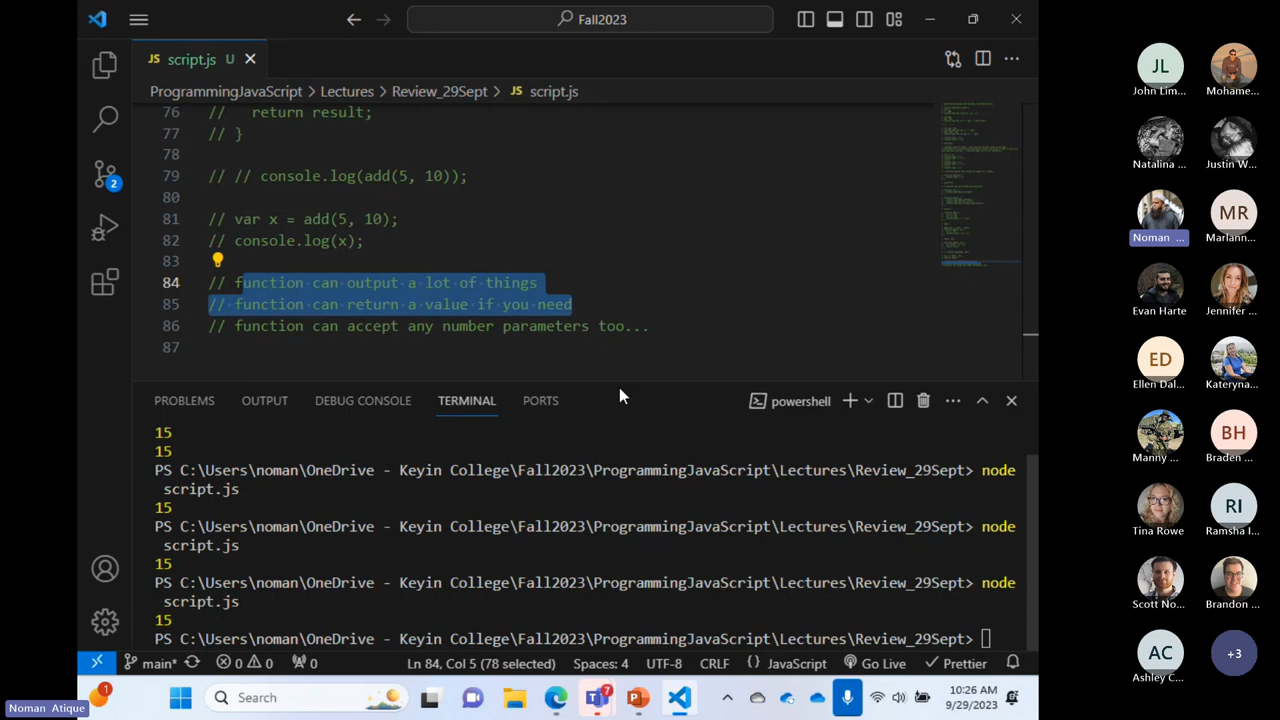 Fall2023
JS script.js U
ProgrammingJavaScript > Lectures > Review_29Sept > JS script.js
76 // return result;
77 // }
78
79 // // console.log(add(5, 10));
80
81 // var x = add(5, 10);
82 // console.log(x);
83
84 // function can output a lot of things
85 // function can return a value if you need
86 // function can accept any number parameters too...
87
2
PROBLEMS OUTPUT DEBUG CONSOLE TERMINAL PORTS powershell
15
15
PS C:\Users\noman\OneDrive - Keyin College\Fall2023\ProgrammingJavaScript\Lectures\Review_29Sept> node
script.js
15
PS C:\Users\noman\OneDrive - Keyin College\Fall2023\ProgrammingJavaScript\Lectures\Review_29Sept> node
script.js
15
PS C:\Users\noman\OneDrive - Keyin College\Fall2023\ProgrammingJavaScript\Lectures\Review_29Sept> node
script.js
15
PS C:\Users\noman\OneDrive - Keyin College\Fall2023\ProgrammingJavaScript\Lectures\Review_29Sept>
main* 0 0 0 Ln 84, Col 5 (78 selected) Spaces: 4 UTF-8 CRLF {} JavaScript Go Live Prettier
1 Search 7 10:26 AM
9/29/2023
Noman Atique
JL
John Lim...
Mohame...
Natalina ...
Justin W...
Noman ...
MR
Mariann...
Evan Harte
Jennifer ...
ED
Ellen Dal...
Kateryna...
Manny ...
BH
Braden ...
Tina Rowe
RI
Ramsha I...
Scott No...
Brandon ...
AC
Ashley C...
+3